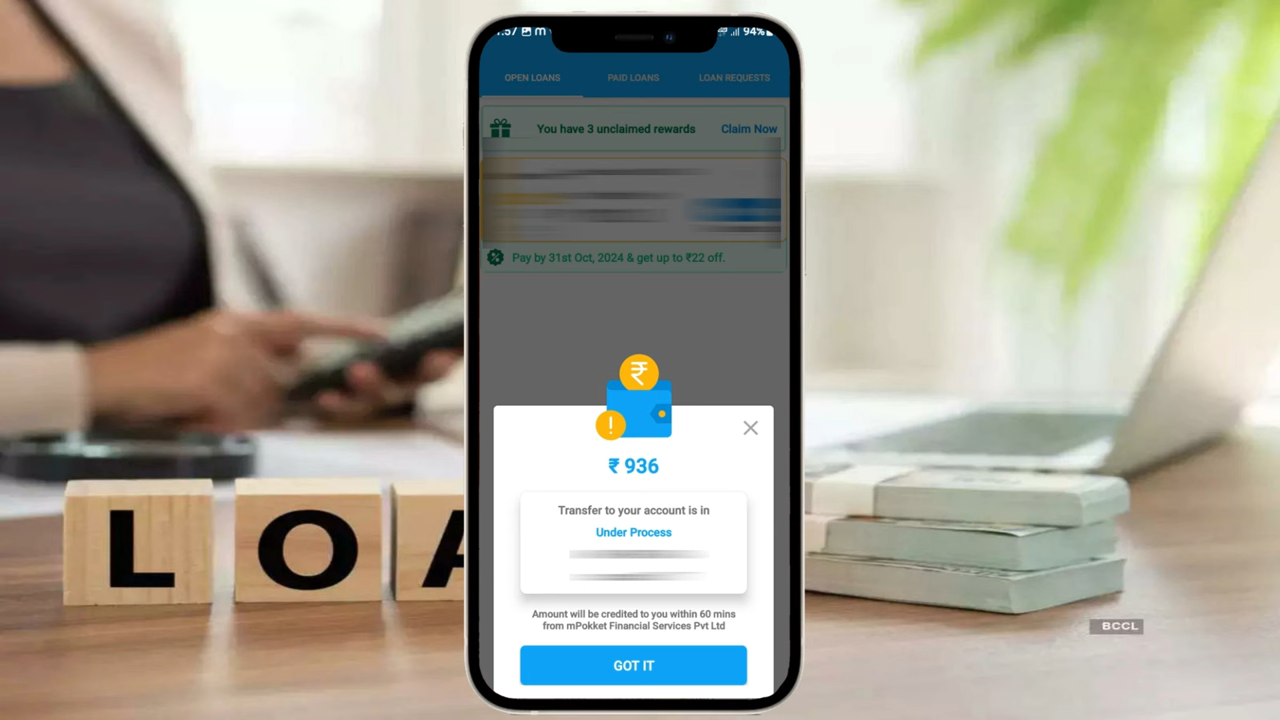 94%
OPEN LOANS PAID LOANS LOAN REQUESTS
You have 3 unclaimed rewards Claim Now
Pay by 31st Oct, 2024 & get up to ₹22 off.
₹
!
₹ 936
Transfer to your account is in
Under Process
Amount will be credited to you within 60 mins
from mPokket Financial Services Pvt Ltd
GOT IT
L O A
BCCL